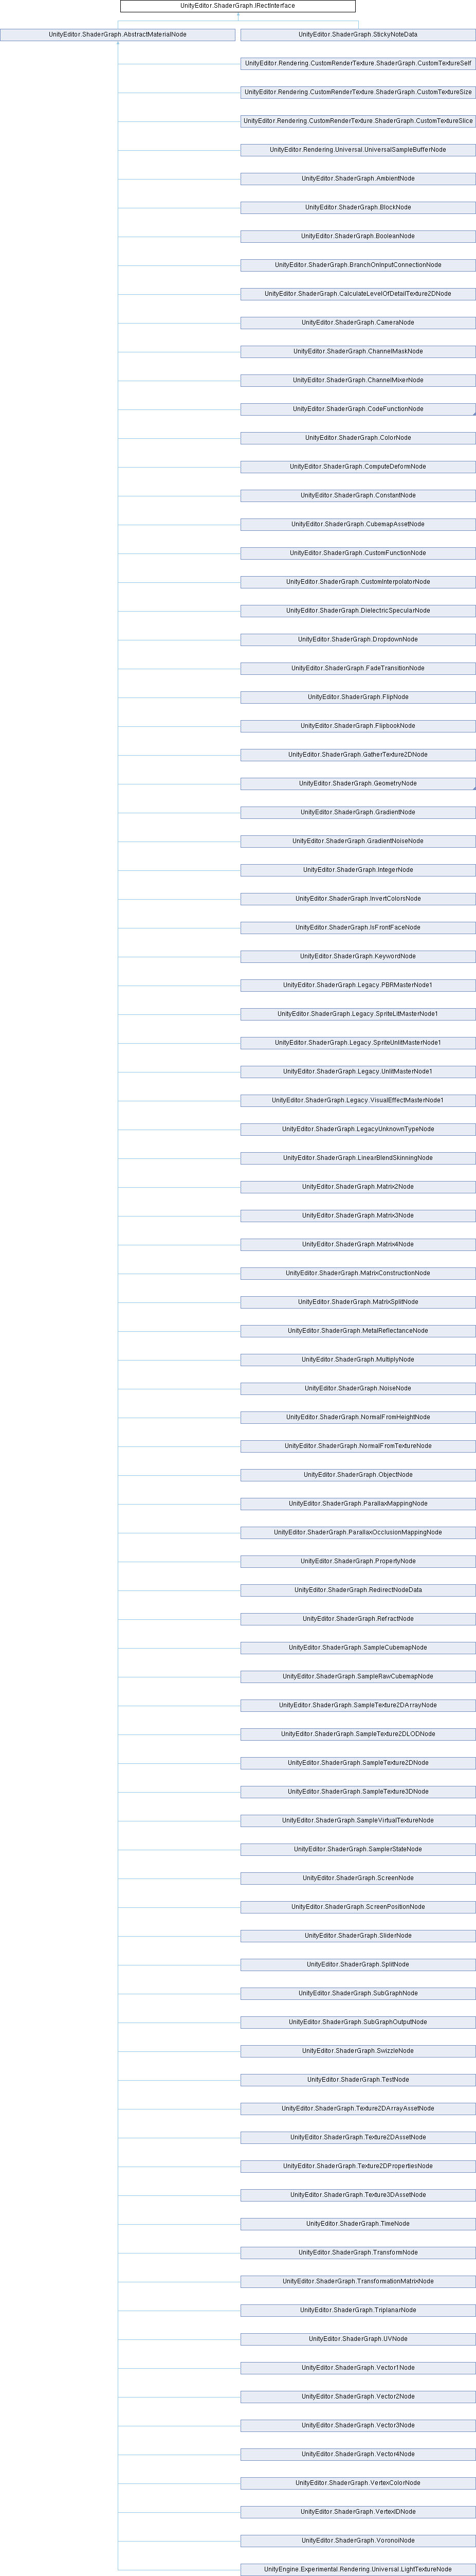 UnityEditor.ShaderGraph.IRectInterface
UnityEditor.ShaderGraph.AbstractMaterialNode
UnityEditor.ShaderGraph.StickyNoteData
UnityEditor.Rendering.CustomRenderTexture.ShaderGraph.CustomTextureSelf
UnityEditor.Rendering.CustomRenderTexture.ShaderGraph.CustomTextureSize
UnityEditor.Rendering.CustomRenderTexture.ShaderGraph.CustomTextureSlice
UnityEditor.Rendering.Universal.UniversalSampleBufferNode
UnityEditor.ShaderGraph.AmbientNode
UnityEditor.ShaderGraph.BlockNode
UnityEditor.ShaderGraph.BooleanNode
UnityEditor.ShaderGraph.BranchOnInputConnectionNode
UnityEditor.ShaderGraph.CalculateLevelOfDetailTexture2DNode
UnityEditor.ShaderGraph.CameraNode
UnityEditor.ShaderGraph.ChannelMaskNode
UnityEditor.ShaderGraph.ChannelMixerNode
UnityEditor.ShaderGraph.CodeFunctionNode
UnityEditor.ShaderGraph.ColorNode
UnityEditor.ShaderGraph.ComputeDeformNode
UnityEditor.ShaderGraph.ConstantNode
UnityEditor.ShaderGraph.CubemapAssetNode
UnityEditor.ShaderGraph.CustomFunctionNode
UnityEditor.ShaderGraph.CustomInterpolatorNode
UnityEditor.ShaderGraph.DielectricSpecularNode
UnityEditor.ShaderGraph.DropdownNode
UnityEditor.ShaderGraph.FadeTransitionNode
UnityEditor.ShaderGraph.FlipNode
UnityEditor.ShaderGraph.FlipbookNode
UnityEditor.ShaderGraph.GatherTexture2DNode
UnityEditor.ShaderGraph.GeometryNode
UnityEditor.ShaderGraph.GradientNode
UnityEditor.ShaderGraph.GradientNoiseNode
UnityEditor.ShaderGraph.IntegerNode
UnityEditor.ShaderGraph.InvertColorsNode
UnityEditor.ShaderGraph.IsFrontFaceNode
UnityEditor.ShaderGraph.KeywordNode
UnityEditor.ShaderGraph.Legacy.PBRMasterNode1
UnityEditor.ShaderGraph.Legacy.SpriteLitMasterNode1
UnityEditor.ShaderGraph.Legacy.SpriteUnlitMasterNode1
UnityEditor.ShaderGraph.Legacy.UnlitMasterNode1
UnityEditor.ShaderGraph.Legacy.VisualEffectMasterNode1
UnityEditor.ShaderGraph.LegacyUnknownTypeNode
UnityEditor.ShaderGraph.LinearBlendSkinningNode
UnityEditor.ShaderGraph.Matrix2Node
UnityEditor.ShaderGraph.Matrix3Node
UnityEditor.ShaderGraph.Matrix4Node
UnityEditor.ShaderGraph.MatrixConstructionNode
UnityEditor.ShaderGraph.MatrixSplitNode
UnityEditor.ShaderGraph.MetalReflectanceNode
UnityEditor.ShaderGraph.MultiplyNode
UnityEditor.ShaderGraph.NoiseNode
UnityEditor.ShaderGraph.NormalFromHeightNode
UnityEditor.ShaderGraph.NormalFromTextureNode
UnityEditor.ShaderGraph.ObjectNode
UnityEditor.ShaderGraph.ParallaxMappingNode
UnityEditor.ShaderGraph.ParallaxOcclusionMappingNode
UnityEditor.ShaderGraph.PropertyNode
UnityEditor.ShaderGraph.RedirectNodeData
UnityEditor.ShaderGraph.RefractNode
UnityEditor.ShaderGraph.SampleCubemapNode
UnityEditor.ShaderGraph.SampleRawCubemapNode
UnityEditor.ShaderGraph.SampleTexture2DArrayNode
UnityEditor.ShaderGraph.SampleTexture2DLODNode
UnityEditor.ShaderGraph.SampleTexture2DNode
UnityEditor.ShaderGraph.SampleTexture3DNode
UnityEditor.ShaderGraph.SampleVirtualTextureNode
UnityEditor.ShaderGraph.SamplerStateNode
UnityEditor.ShaderGraph.ScreenNode
UnityEditor.ShaderGraph.ScreenPositionNode
UnityEditor.ShaderGraph.SliderNode
UnityEditor.ShaderGraph.SplitNode
UnityEditor.ShaderGraph.SubGraphNode
UnityEditor.ShaderGraph.SubGraphOutputNode
UnityEditor.ShaderGraph.SwizzleNode
UnityEditor.ShaderGraph.TestNode
UnityEditor.ShaderGraph.Texture2DArrayAssetNode
UnityEditor.ShaderGraph.Texture2DAssetNode
UnityEditor.ShaderGraph.Texture2DPropertiesNode
UnityEditor.ShaderGraph.Texture3DAssetNode
UnityEditor.ShaderGraph.TimeNode
UnityEditor.ShaderGraph.TransformNode
UnityEditor.ShaderGraph.TransformationMatrixNode
UnityEditor.ShaderGraph.TriplanarNode
UnityEditor.ShaderGraph.UVNode
UnityEditor.ShaderGraph.Vector1Node
UnityEditor.ShaderGraph.Vector2Node
UnityEditor.ShaderGraph.Vector3Node
UnityEditor.ShaderGraph.Vector4Node
UnityEditor.ShaderGraph.VertexColorNode
UnityEditor.ShaderGraph.VertexIDNode
UnityEditor.ShaderGraph.VoronoiNode
UnityEngine.Experimental.Rendering.Universal.LightTextureNode